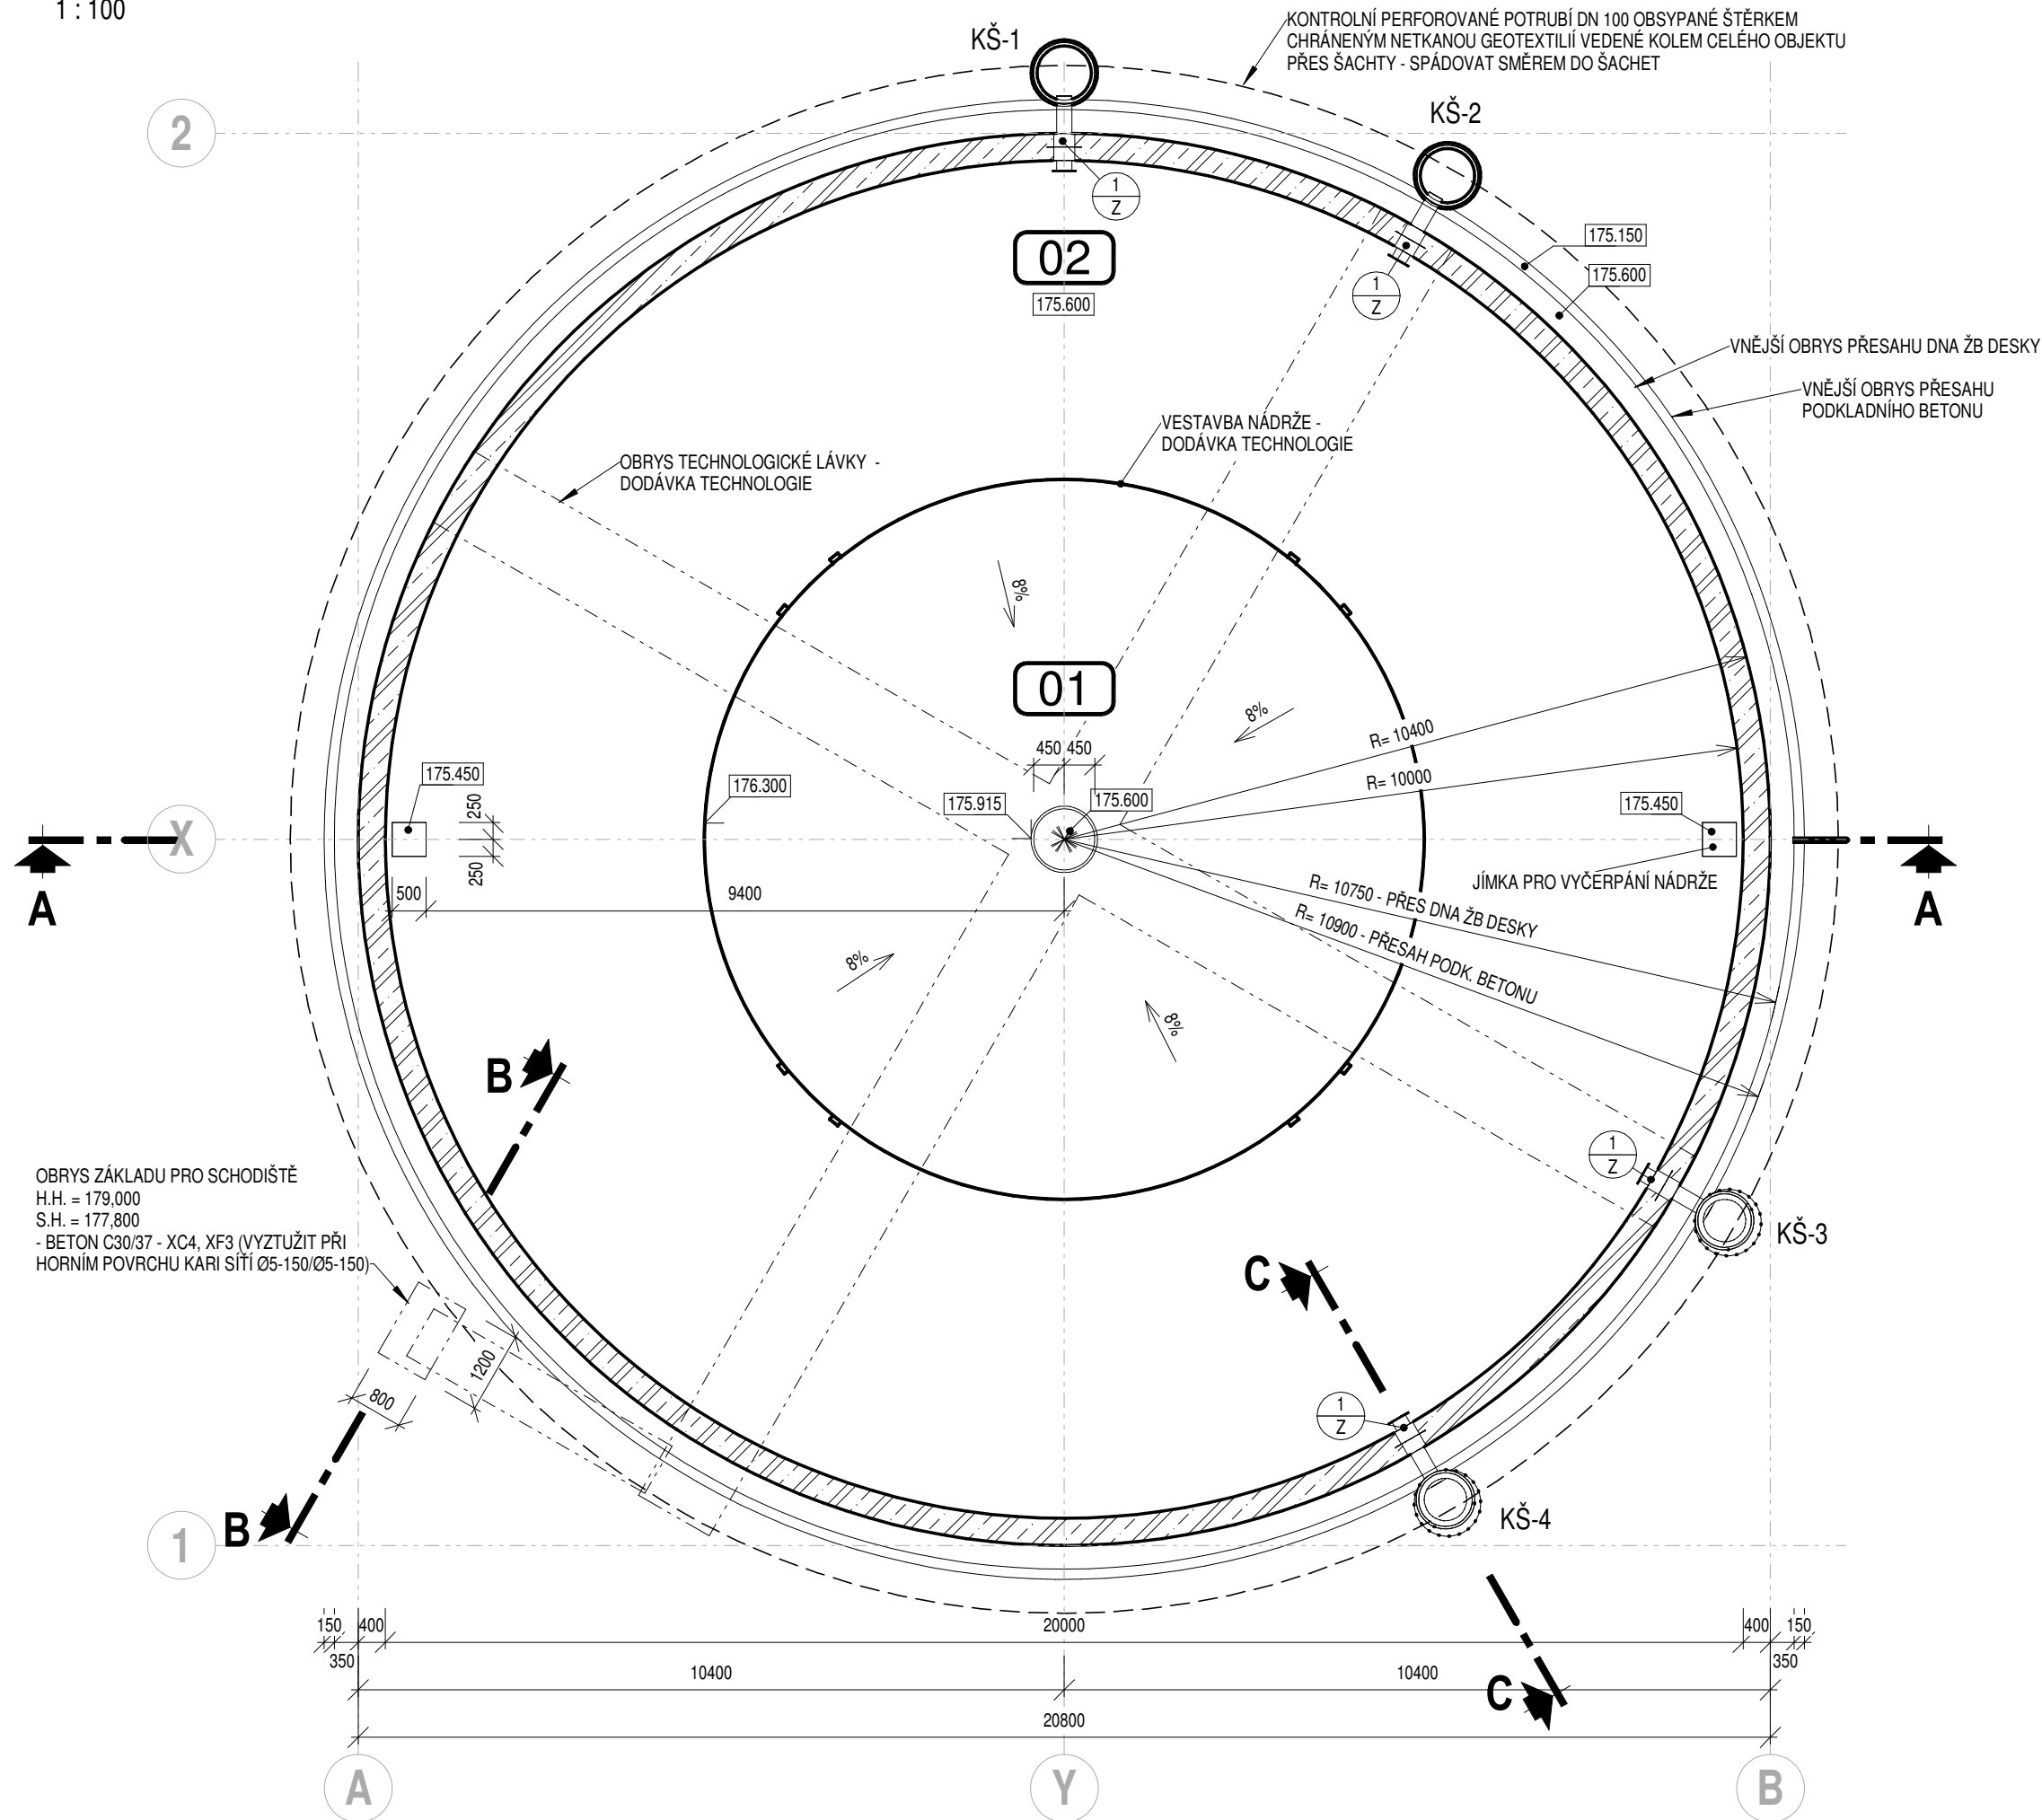 1 : 100
KONTROLNÍ PERFOROVANÉ POTRUBÍ DN 100 OBSYPANÉ ŠTĚRKEM
CHRÁNENÝM NETKANOU GEOTEXTILIÍ VEDENÉ KOLEM CELÉHO OBJEKTU
PŘES ŠACHTY - SPÁDOVAT SMĚREM DO ŠACHET
KŠ-1
KŠ-2
2
1
Z
02
175.600
1
Z
175.150
175.600
VNĚJŠÍ OBRYS PŘESAHU DNA ŽB DESKY
VNĚJŠÍ OBRYS PŘESAHU
PODKLADNÍHO BETONU
VESTAVBA NÁDRŽE -
DODÁVKA TECHNOLOGIE
OBRYS TECHNOLOGICKÉ LÁVKY -
DODÁVKA TECHNOLOGIE
8%
01
8%
R= 10400
R= 10000
450
450
175.450
176.300
175.915
175.600
175.450
250
250
X
A
A
500
9400
JÍMKA PRO VYČERPÁNÍ NÁDRŽE
R= 10750 - PŘES DNA ŽB DESKY
R= 10900 - PŘESAH PODK. BETONU
8%
8%
B
OBRYS ZÁKLADU PRO SCHODIŠTĚ
H.H. = 179,000
S.H. = 177,800
- BETON C30/37 - XC4, XF3 (VYZTUŽIT PŘI
HORNÍM POVRCHU KARI SÍTÍ Ø5-150/Ø5-150)
1
Z
KŠ-3
C
1200
800
1
Z
KŠ-4
B
1
150
400
20000
400
150
350
350
10400
10400
C
20800
A
Y
B